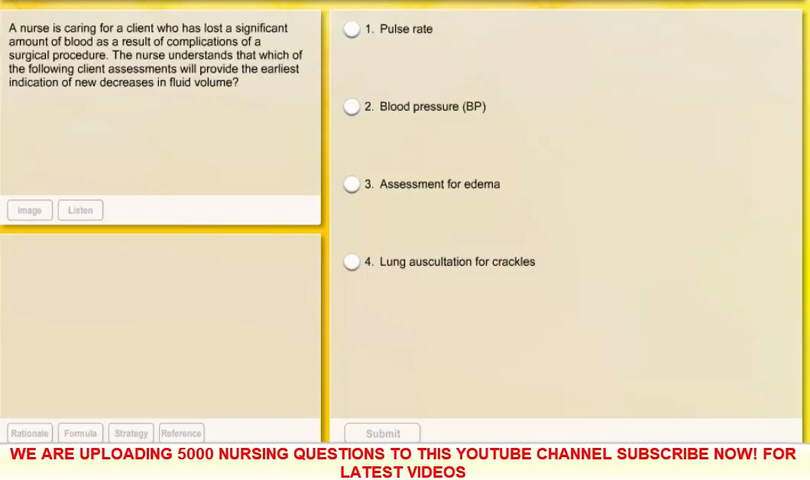 A nurse is caring for a client who has lost a significant
amount of blood as a result of complications of a
surgical procedure. The nurse understands that which of
the following client assessments will provide the earliest
indication of new decreases in fluid volume?
Image
Listen
1. Pulse rate
2. Blood pressure (BP)
3. Assessment for edema
4. Lung auscultation for crackles
Rationale
Formula
Strategy
Reference
Submit
WE ARE UPLOADING 5000 NURSING QUESTIONS TO THIS YOUTUBE CHANNEL SUBSCRIBE NOW! FOR
LATEST VIDEOS